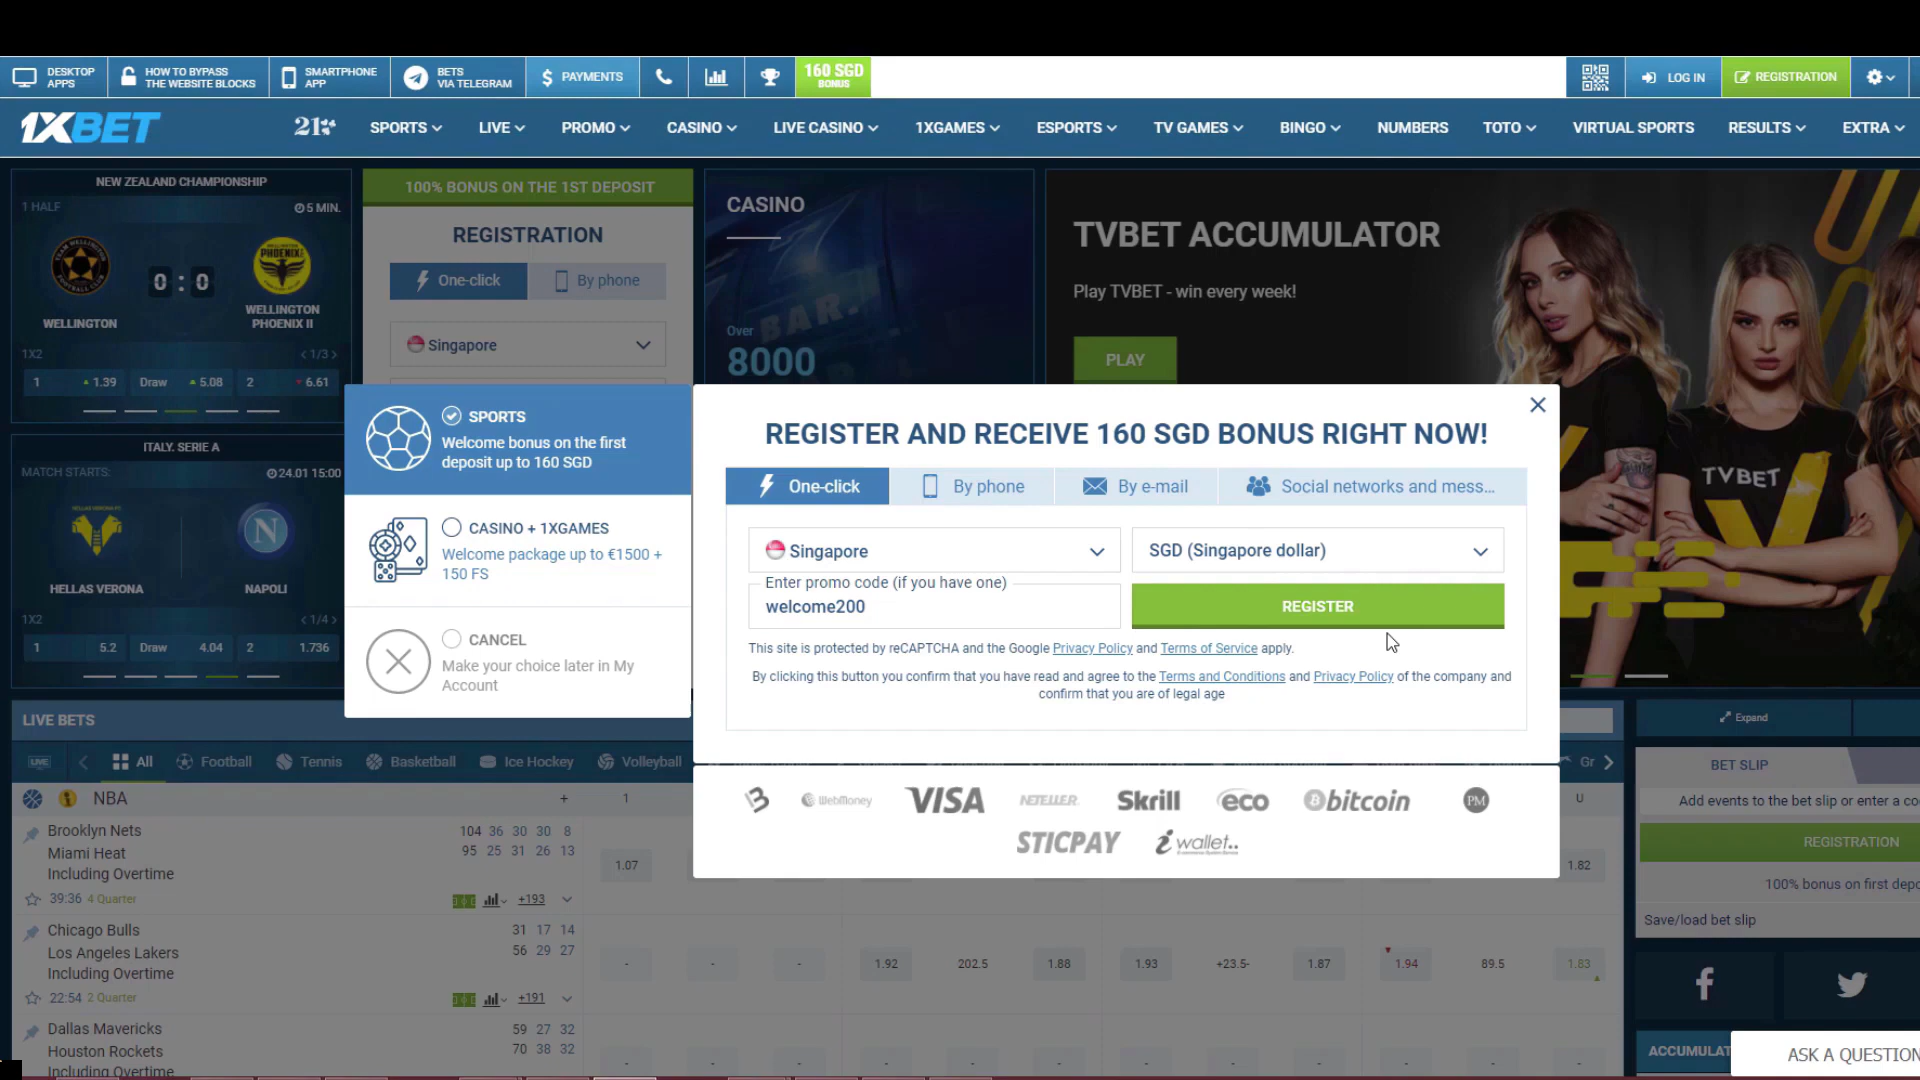 DESKTOP
APPS
HOW TO BYPASS
THE WEBSITE BLOCKS
SMARTPHONE
APP
BETS
VIA TELEGRAM
$ PAYMENTS
160 SGD
BONUS
LOG IN
REGISTRATION
1XBET
21
SPORTS
LIVE
PROMO
CASINO
LIVE CASINO
1XGAMES
ESPORTS
TV GAMES
BINGO
NUMBERS
TOTO
VIRTUAL SPORTS
RESULTS
EXTRA
NEW ZEALAND CHAMPIONSHIP
1 HALF
5 MIN.
0 : 0
WELLINGTON
WELLINGTON
PHOENIX II
1X2
< 1/3 >
1 1.39 Draw 5.08 2 6.61
ITALY. SERIE A
MATCH STARTS:
24.01 15:00
HELLAS VERONA
NAPOLI
1X2
< 1/4 >
1 5.2 Draw 4.04 2 1.736
100% BONUS ON THE 1ST DEPOSIT
REGISTRATION
One-click
By phone
Singapore
CASINO
BAR.
Over
8000
TVBET ACCUMULATOR
Play TVBET - win every week!
PLAY
TVBET
SPORTS
Welcome bonus on the first
deposit up to 160 SGD
CASINO + 1XGAMES
Welcome package up to €1500 +
150 FS
CANCEL
Make your choice later in My
Account
REGISTER AND RECEIVE 160 SGD BONUS RIGHT NOW!
One-click
By phone
By e-mail
Social networks and mess...
Singapore
SGD (Singapore dollar)
Enter promo code (if you have one)
welcome200
REGISTER
This site is protected by reCAPTCHA and the Google Privacy Policy and Terms of Service apply.
By clicking this button you confirm that you have read and agree to the Terms and Conditions and Privacy Policy of the company and
confirm that you are of legal age
WebMoney
VISA
NETELLER
Skrill
eco
bitcoin
PM
STICPAY
iwallet..
LIVE BETS
Expand
LIVE
All
Football
Tennis
Basketball
Ice Hockey
Volleyball
Gr
NBA
+
1
U
Brooklyn Nets
104 36 30 30 8
Miami Heat
95 25 31 26 13
Including Overtime
1.07
1.82
39:36 4 Quarter
+193
Chicago Bulls
31 17 14
Los Angeles Lakers
56 29 27
Including Overtime
- - - 1.92 202.5 1.88 1.93 +23.5- 1.87 1.94 89.5 1.83
22:54 2 Quarter
+191
Dallas Mavericks
59 27 32
Houston Rockets
70 38 32
Including Overtime
BET SLIP
Add events to the bet slip or enter a co
REGISTRATION
100% bonus on first depo
Save/load bet slip
ACCUMULAT
ASK A QUESTION